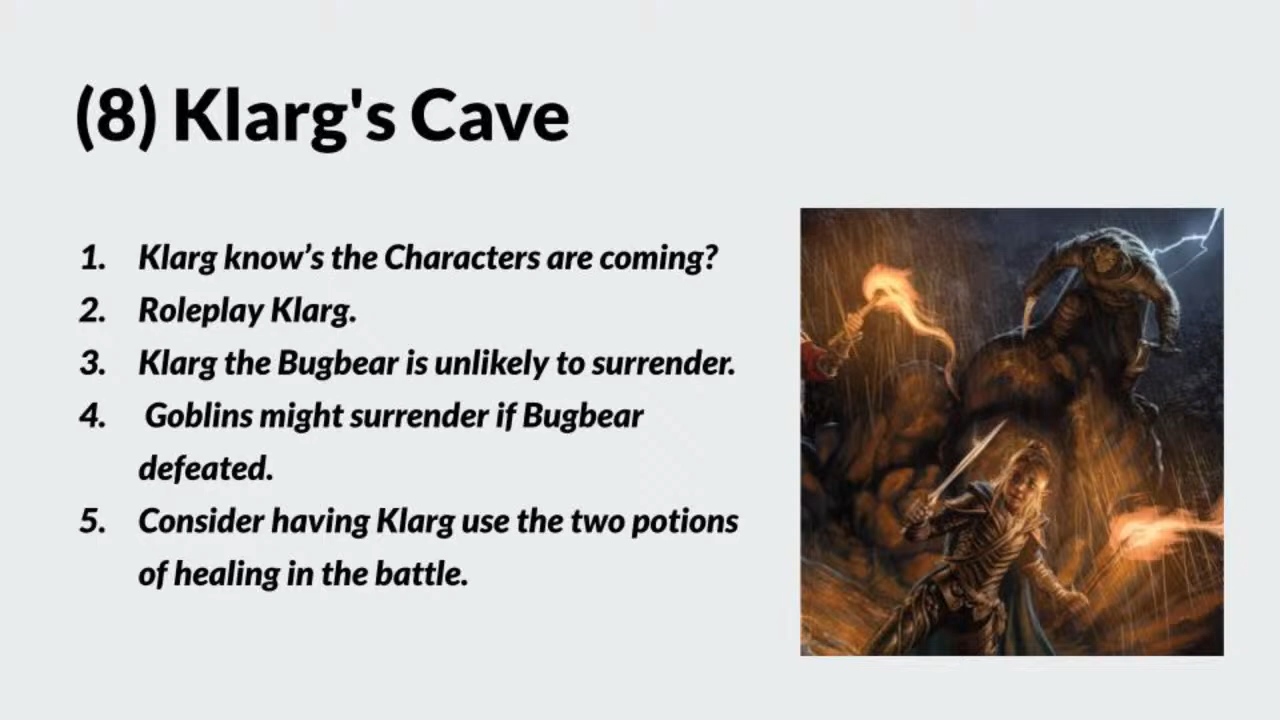 (8) Klarg's Cave
1. Klarg know’s the Characters are coming?
2. Roleplay Klarg.
3. Klarg the Bugbear is unlikely to surrender.
4. Goblins might surrender if Bugbear
defeated.
5. Consider having Klarg use the two potions
of healing in the battle.